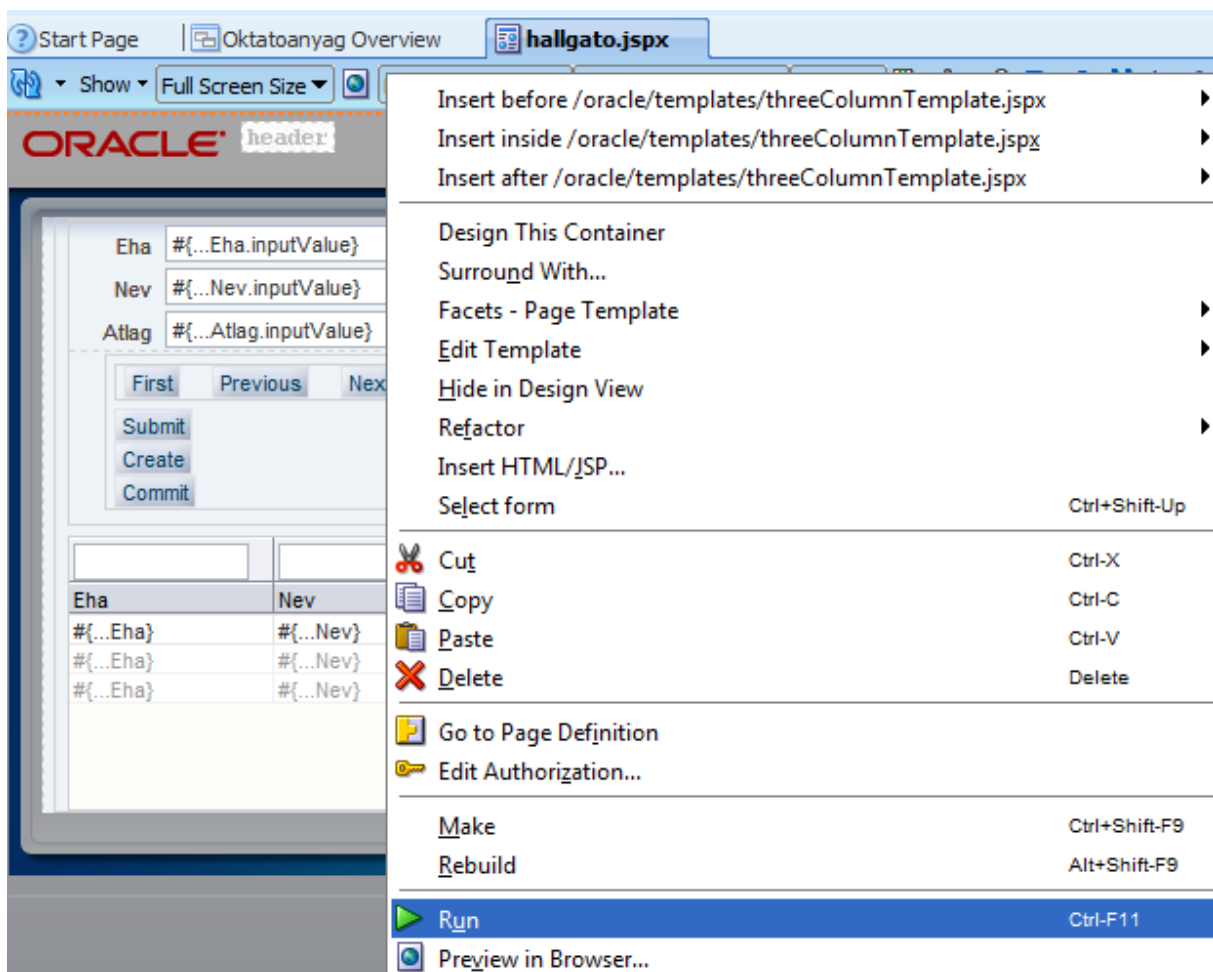 Start Page Oktatoanyag Overview hallgato.jspx
Show Full Screen Size
ORACLE header
Eha #{...Eha.inputValue}
Nev #{...Nev.inputValue}
Atlag #{...Atlag.inputValue}
First Previous Nex
Submit
Create
Commit
Eha Nev
#{...Eha} #{...Nev}
#{...Eha} #{...Nev}
#{...Eha} #{...Nev}
Insert before /oracle/templates/threeColumnTemplate.jspx
Insert inside /oracle/templates/threeColumnTemplate.jspx
Insert after /oracle/templates/threeColumnTemplate.jspx
Design This Container
Surround With...
Facets - Page Template
Edit Template
Hide in Design View
Refactor
Insert HTML/JSP...
Select form Ctrl+Shift-Up
Cut Ctrl-X
Copy Ctrl-C
Paste Ctrl-V
Delete Delete
Go to Page Definition
Edit Authorization...
Make Ctrl+Shift-F9
Rebuild Alt+Shift-F9
Run Ctrl-F11
Preview in Browser...